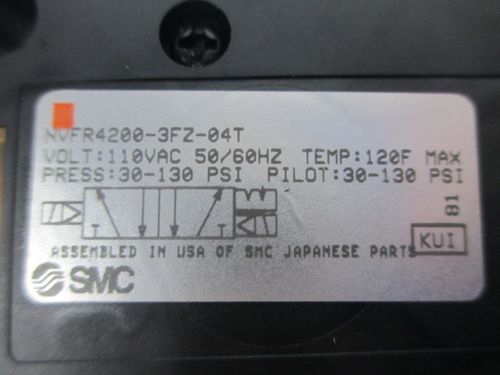 NVFR4200-3FZ-04T
VOLT:110VAC 50/60HZ TEMP:120F MAX
PRESS:30-130 PSI PILOT:30-130 PSI
81
KUI
ASSEMBLED IN USA OF SMC JAPANESE PARTS
SMC